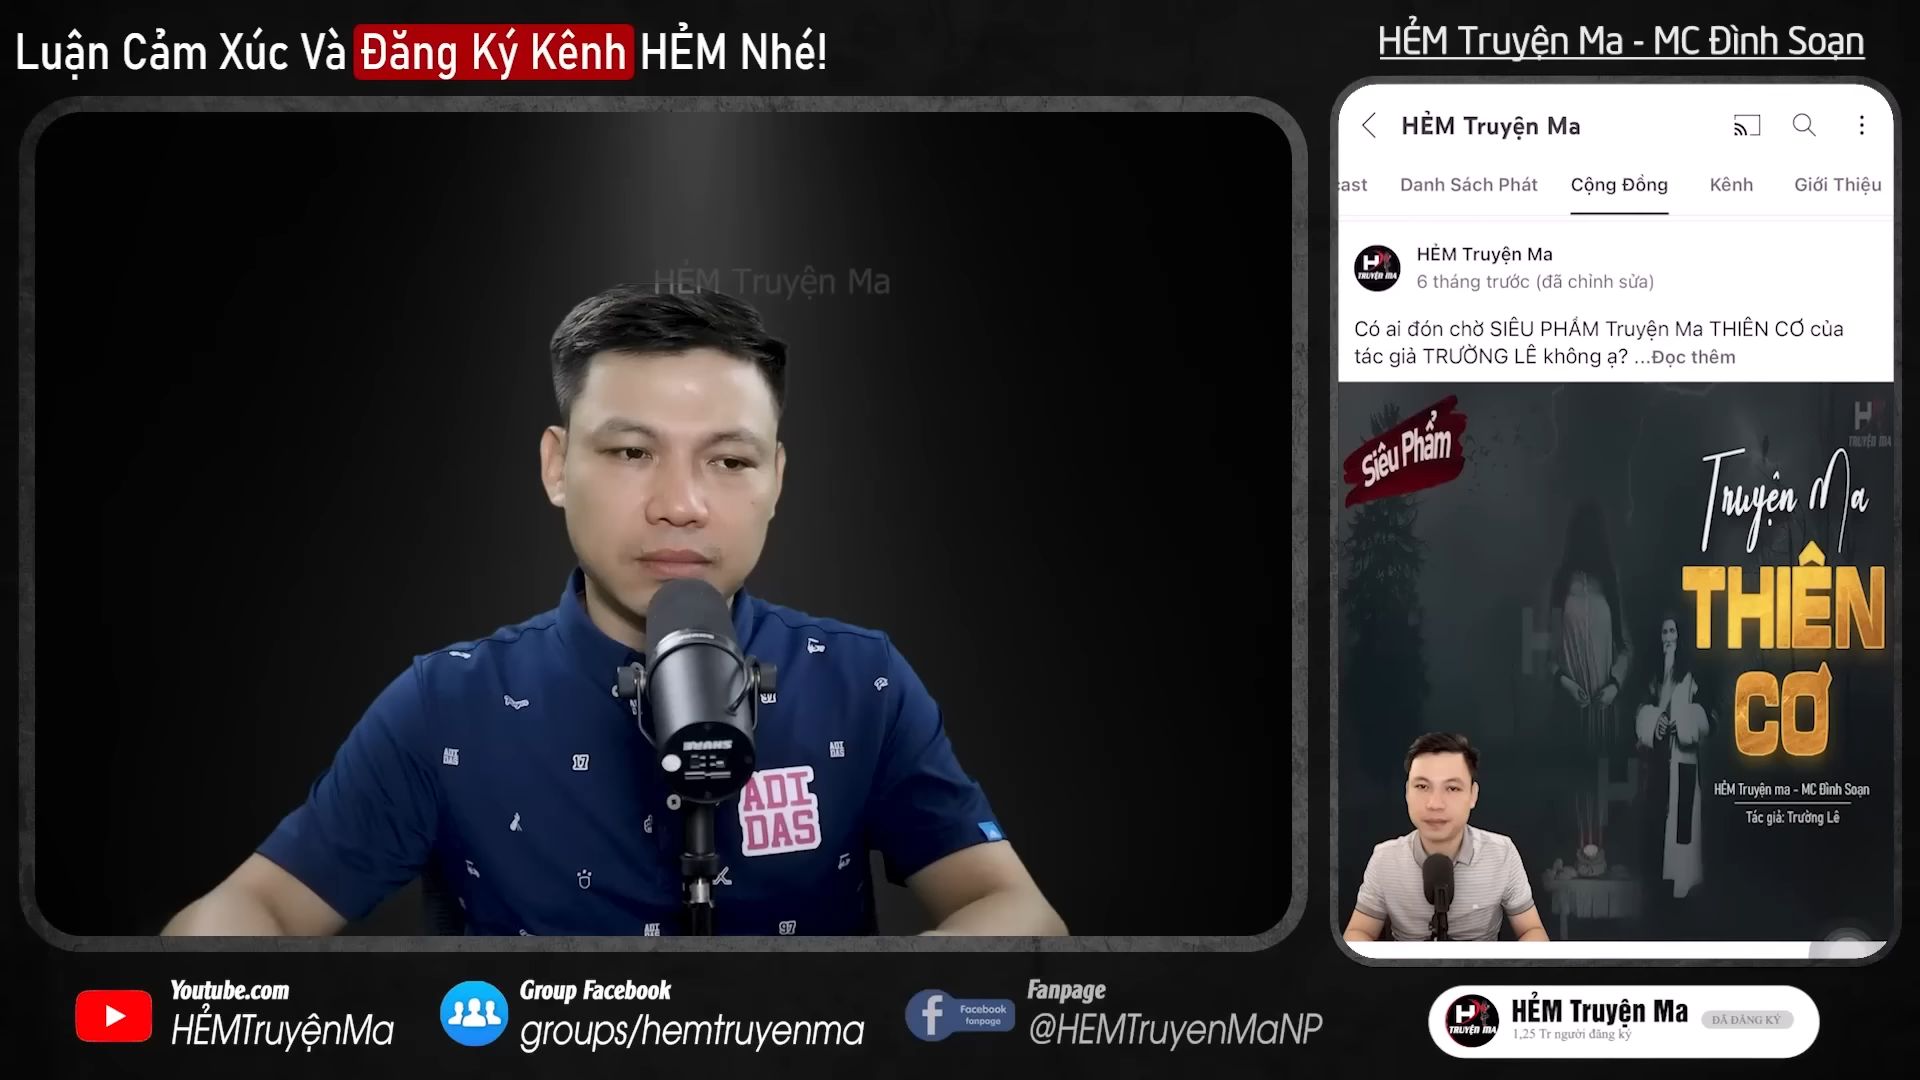 Luận Cảm Xúc Và Đăng Ký Kênh HẺM Nhé!
HẺM Truyện Ma - MC Đình Soạn
HẺM Truyện Ma
cast Danh Sách Phát Cộng Đồng Kênh Giới Thiệu
HẺM Truyện Ma
6 tháng trước (đã chỉnh sửa)
Có ai đón chờ SIÊU PHẨM Truyện Ma THIÊN CƠ của
tác giả TRƯỜNG LÊ không ạ? ...Đọc thêm
Siêu Phẩm
Truyện Ma
THIÊN
CƠ
HẺM Truyện ma - MC Đình Soạn
Tác giả: Trường Lê
HẺM Truyện Ma
SHURE
ADI
DAS
Youtube.com
HẺMTruyệnMa
Group Facebook
groups/hemtruyenma
Facebook
fanpage
Fanpage
@HEMTruyenMaNP
H
TRUYỆN MA
HẺM Truyện Ma
1,25 Tr người đăng ký
ĐÃ ĐĂNG KÝ